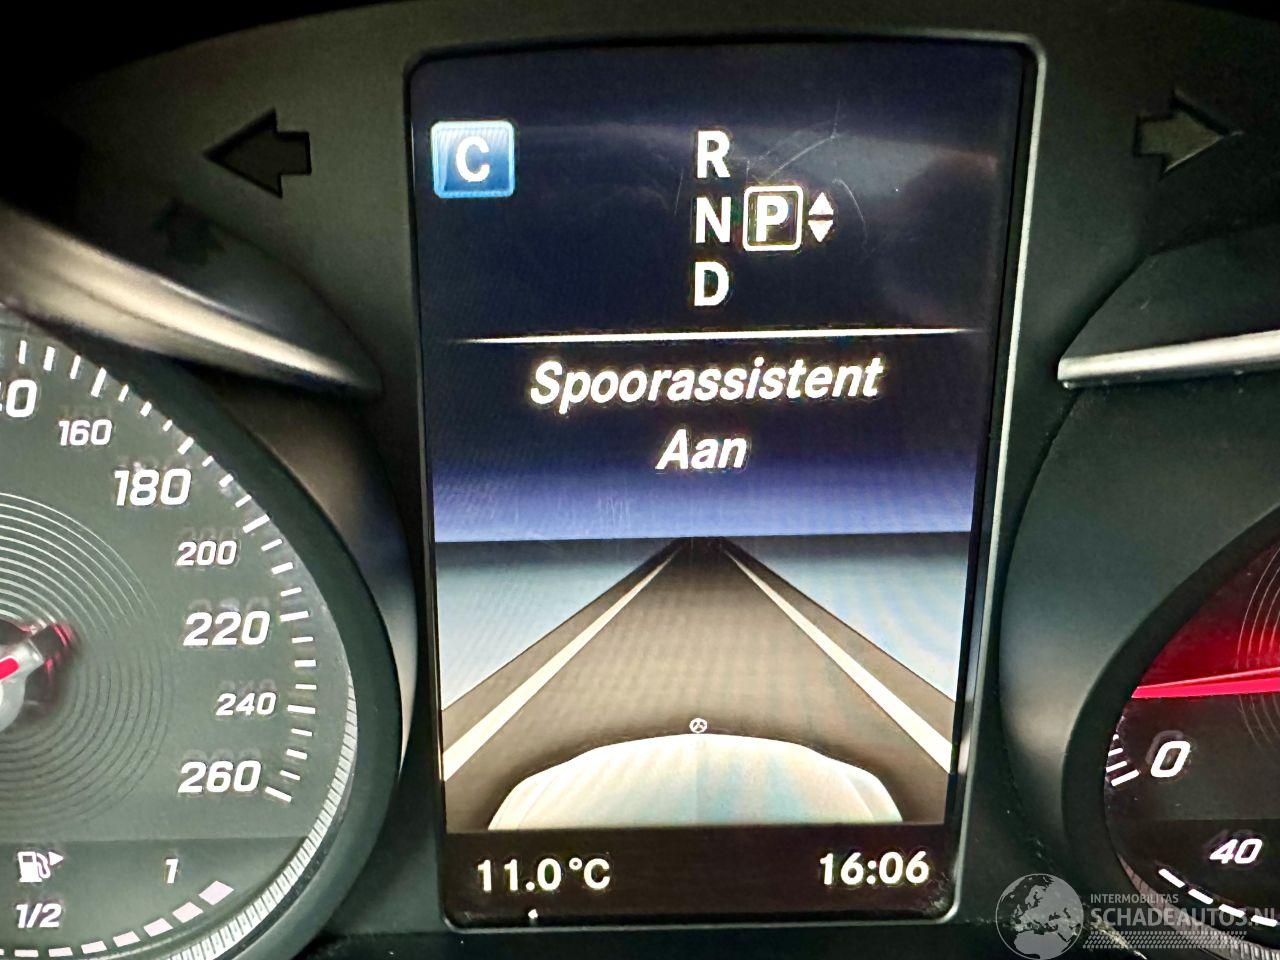 C
R
N P
D
Spoorassistent
Aan
160
180
200
220
240
260
0
40
1
1/2
11.0°C
16:06
INTERMOBILITAS
SCHADEAUTOS.NL